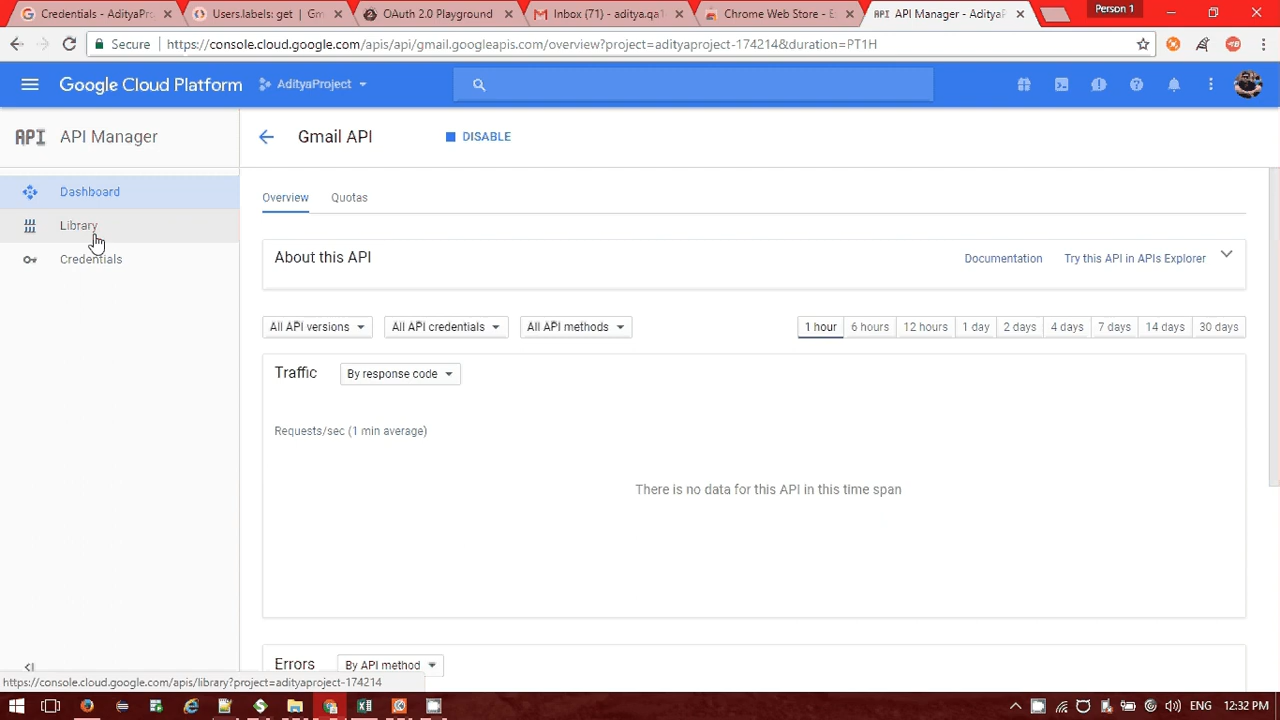 Credentials - AdityaPro
Users.labels: get | Gm
OAuth 2.0 Playground
Inbox (71) - aditya.qa1
Chrome Web Store - E
API Manager - AdityaP
Person 1
Secure
https://console.cloud.google.com/apis/api/gmail.googleapis.com/overview?project=adityaproject-174214&duration=PT1H
Google Cloud Platform
AdityaProject
API API Manager
Gmail API
DISABLE
Dashboard
Library
Credentials
Overview
Quotas
About this API
Documentation
Try this API in APIs Explorer
All API versions
All API credentials
All API methods
1 hour
6 hours
12 hours
1 day
2 days
4 days
7 days
14 days
30 days
Traffic
By response code
Requests/sec (1 min average)
There is no data for this API in this time span
Errors
By API method
https://console.cloud.google.com/apis/library?project=adityaproject-174214
ENG
12:32 PM